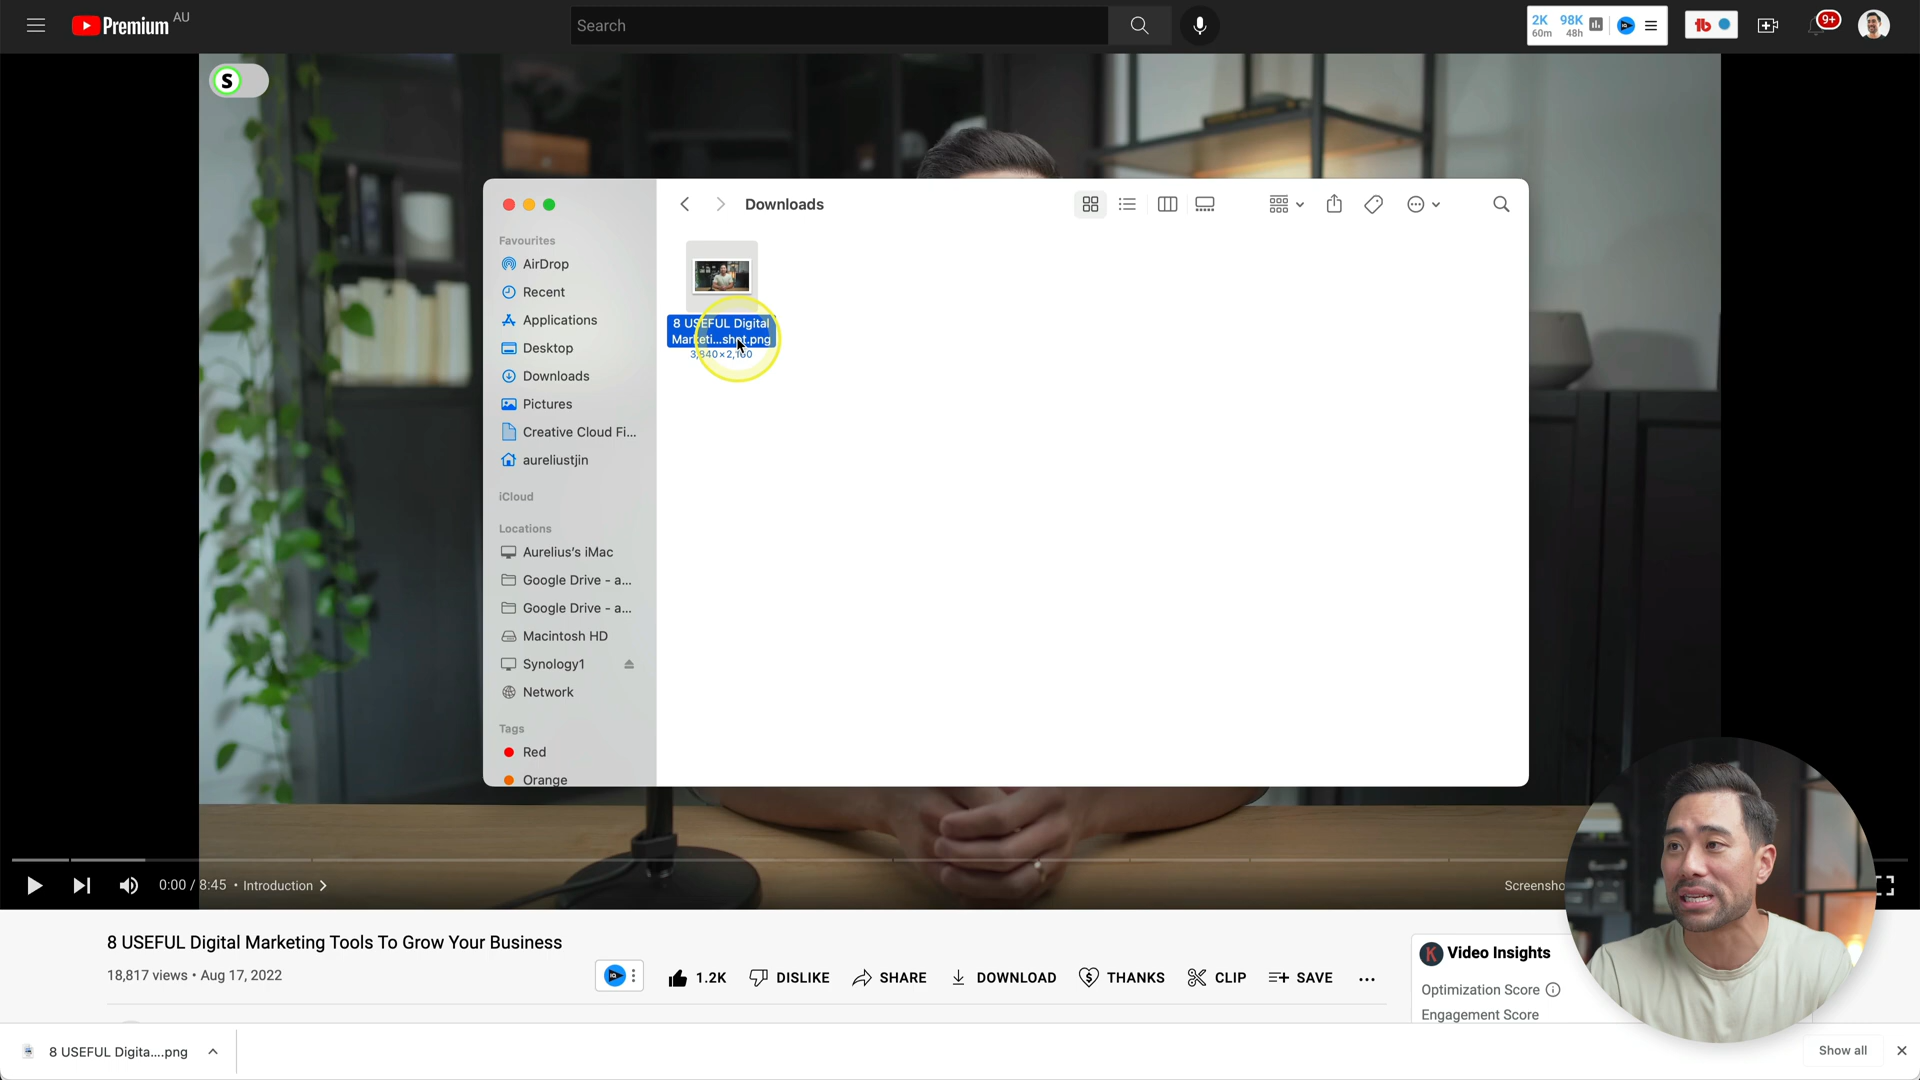 Premium AU
Search
2K
60m
98K
48h
9+
S
Downloads
Favourites
AirDrop
Recent
Applications
Desktop
Downloads
Pictures
Creative Cloud Fi...
aureliustjin
iCloud
Locations
Aurelius's iMac
Google Drive - a...
Google Drive - a...
Macintosh HD
Synology1
Network
Tags
Red
Orange
8 USEFUL Digital
Marketi...shot.png
3,840×2,160
0:00 / 8:45 • Introduction
Screensho
8 USEFUL Digital Marketing Tools To Grow Your Business
18,817 views • Aug 17, 2022
1.2K
DISLIKE
SHARE
DOWNLOAD
THANKS
CLIP
SAVE
K Video Insights
Optimization Score
Engagement Score
8 USEFUL Digita....png
Show all